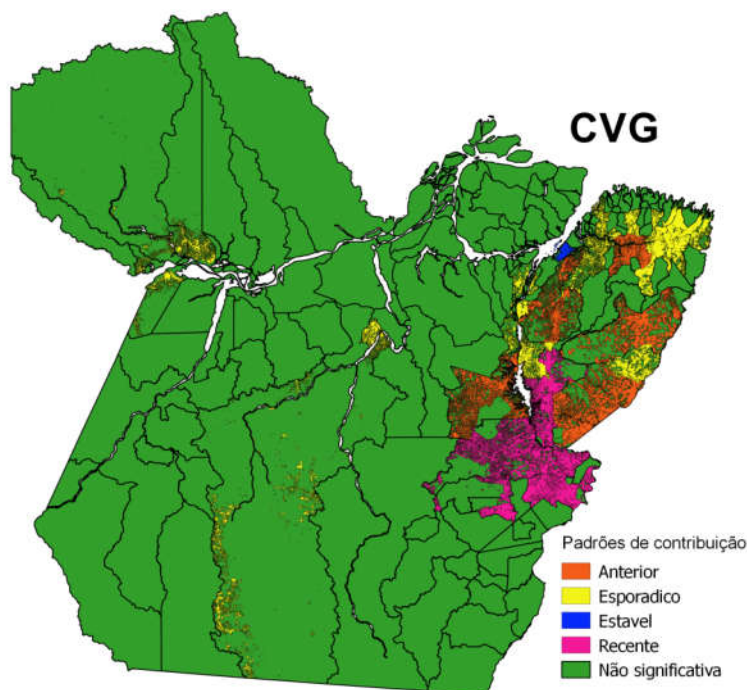 CVG
Padrões de contribuição
Anterior
Esporadico
Estavel
Recente
Não significativa